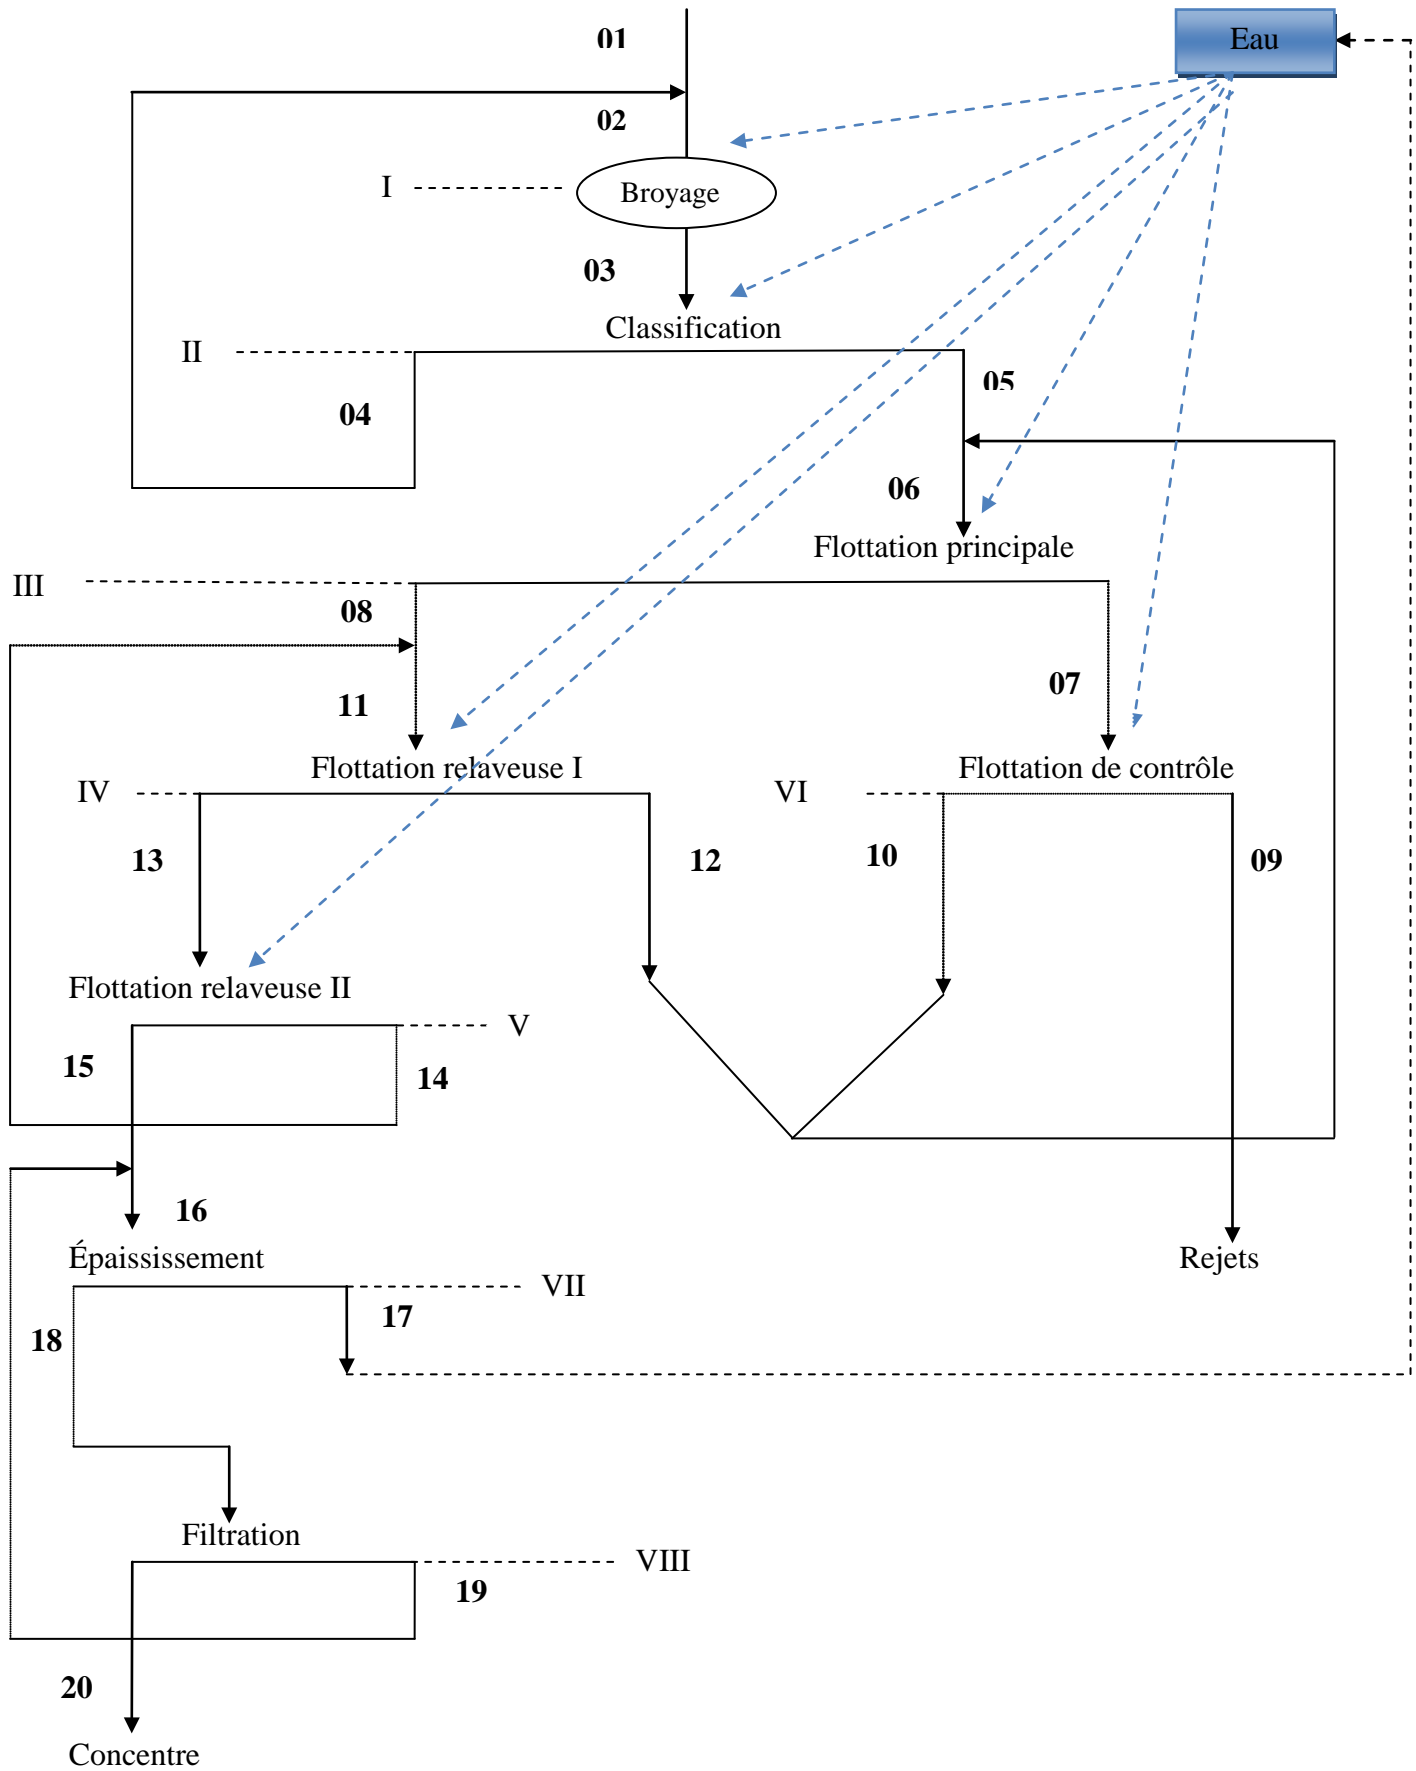 01
Eau
02
I
Broyage
03
Classification
II
05
04
06
Flottation principale
III
08
07
11
Flottation relaveuse I
Flottation de contrôle
IV
VI
13
12
10
09
Flottation relaveuse II
V
15
14
16
Épaississement
Rejets
VII
17
18
Filtration
VIII
19
20
Concentre